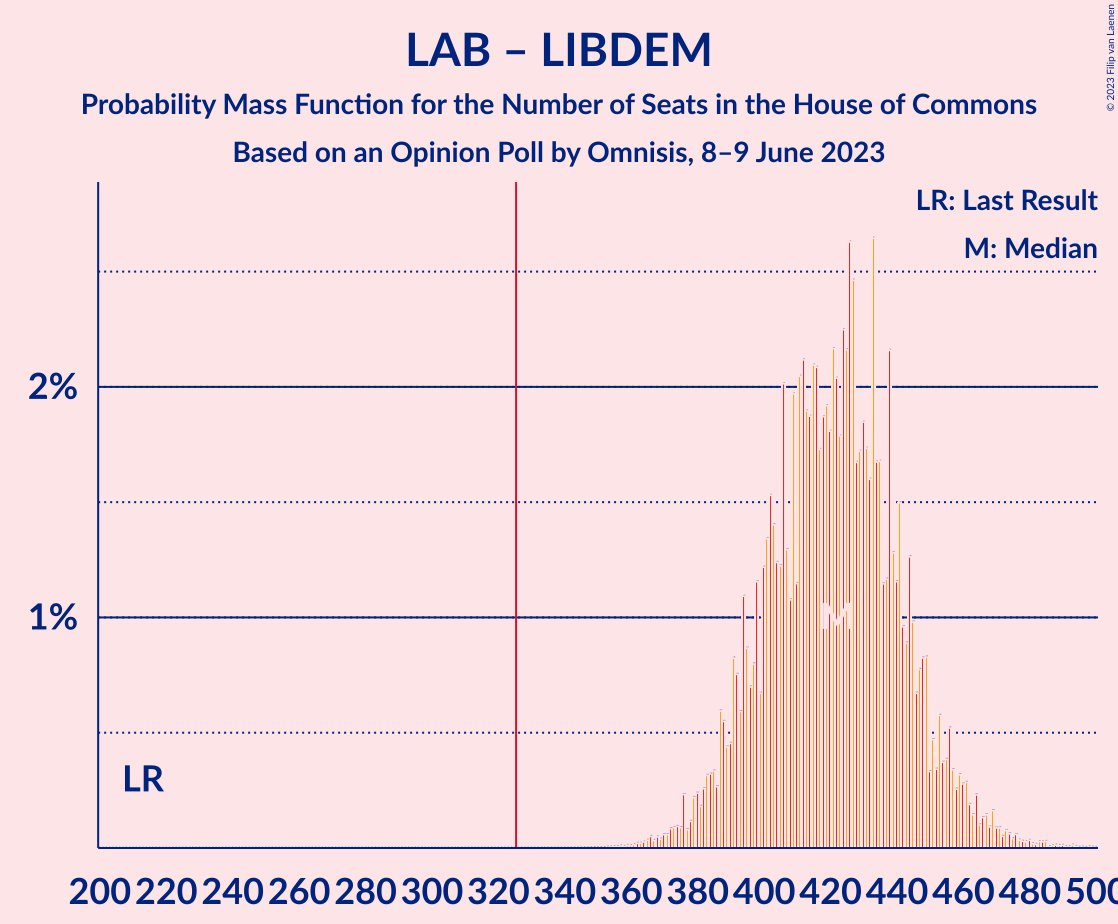 LAB – LIBDEM
Probability Mass Function for the Number of Seats in the House of Commons
Based on an Opinion Poll by Omnisis, 8–9 June 2023
© 2023 Filip van Laenen
LR: Last Result
M: Median
2%
1%
M
LR
200 220 240 260 280 300 320 340 360 380 400 420 440 460 480 500